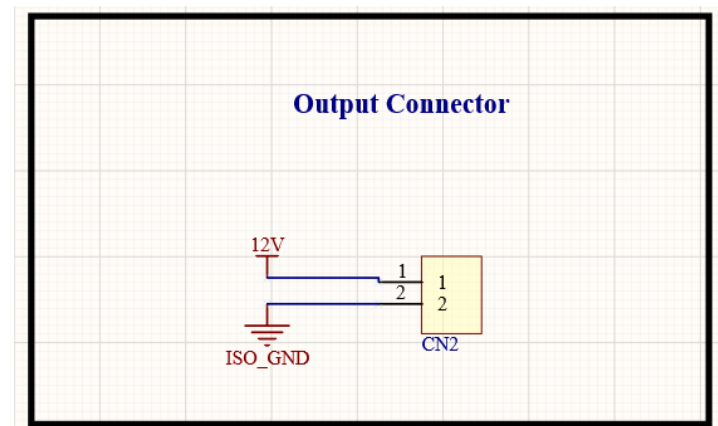 Output Connector
12V
1 1
2 2
CN2
ISO_GND